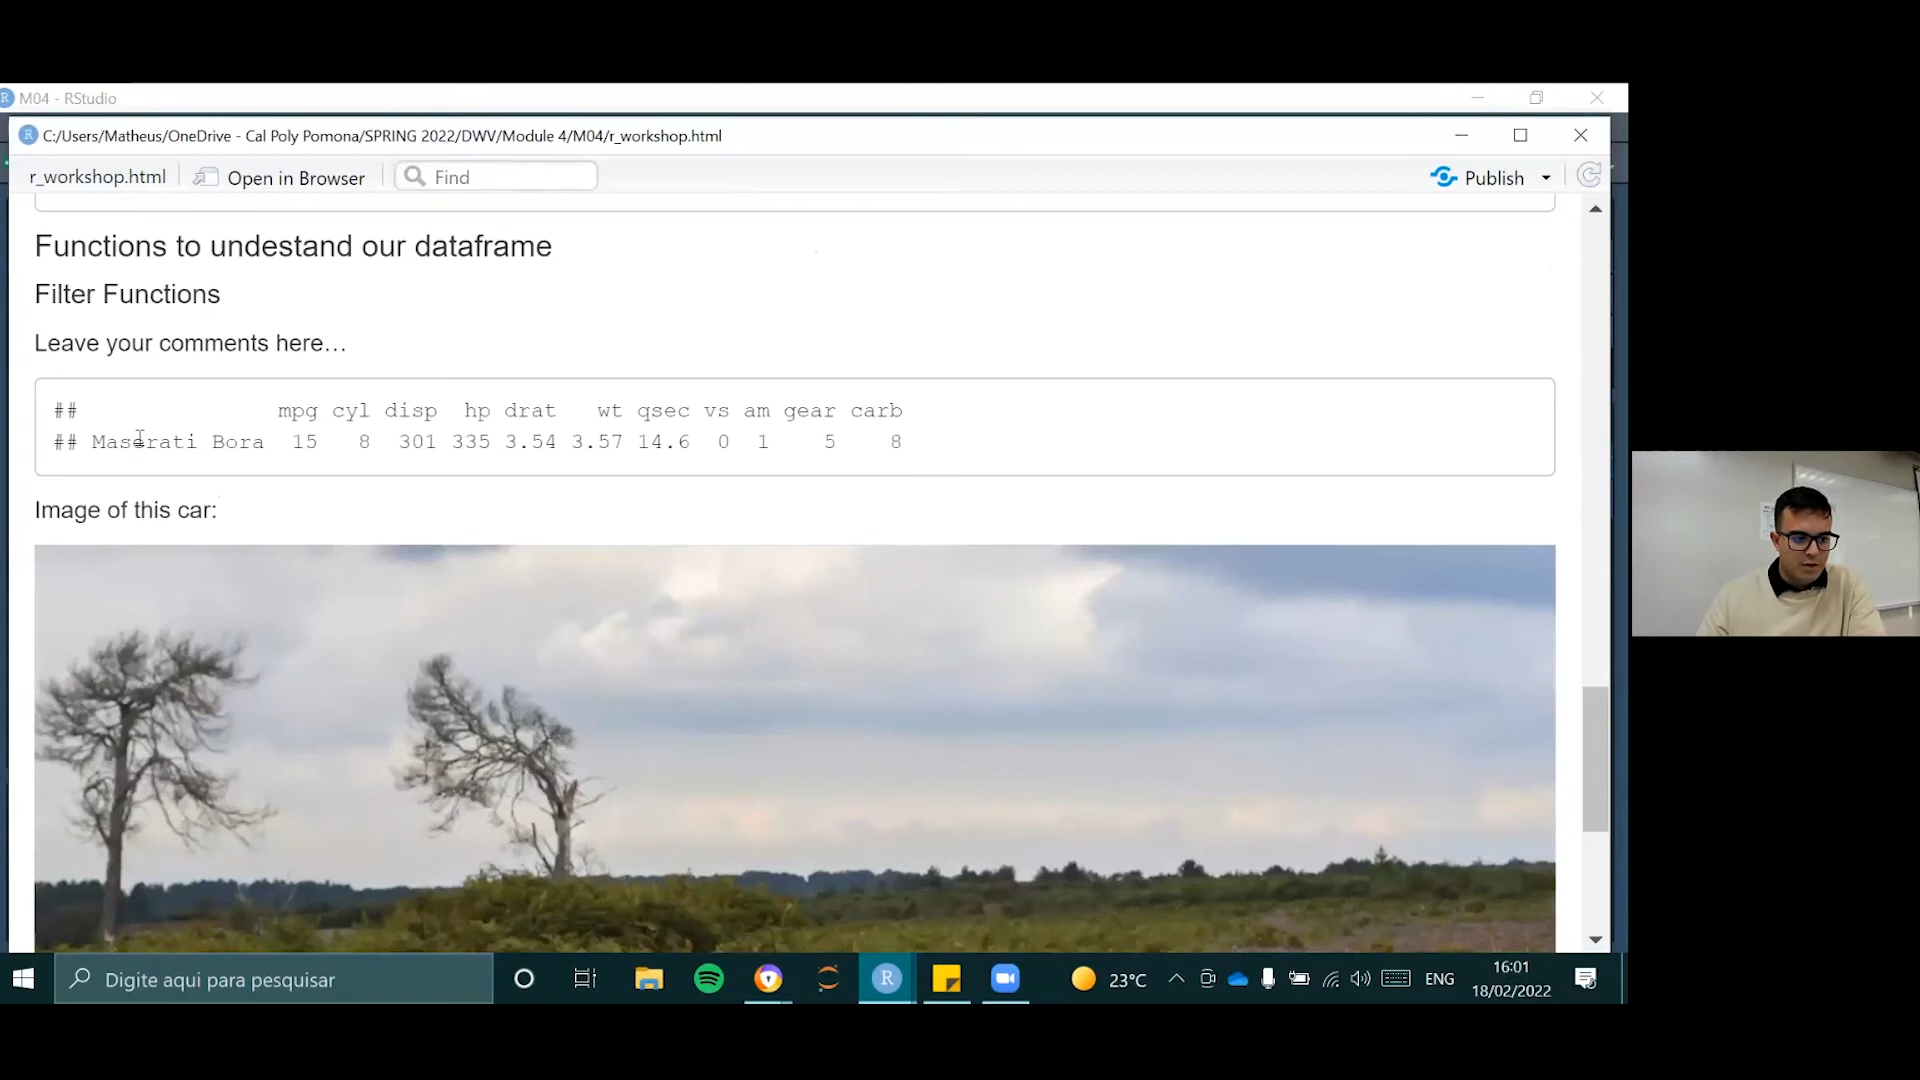 M04 - RStudio
C:/Users/Matheus/OneDrive - Cal Poly Pomona/SPRING 2022/DWV/Module 4/M04/r_workshop.html
r_workshop.html Open in Browser Find Publish
Functions to undestand our dataframe
Filter Functions
Leave your comments here…
## mpg cyl disp hp drat wt qsec vs am gear carb
## Maserati Bora 15 8 301 335 3.54 3.57 14.6 0 1 5 8
Image of this car:
Digite aqui para pesquisar 23°C ENG 16:01
18/02/2022